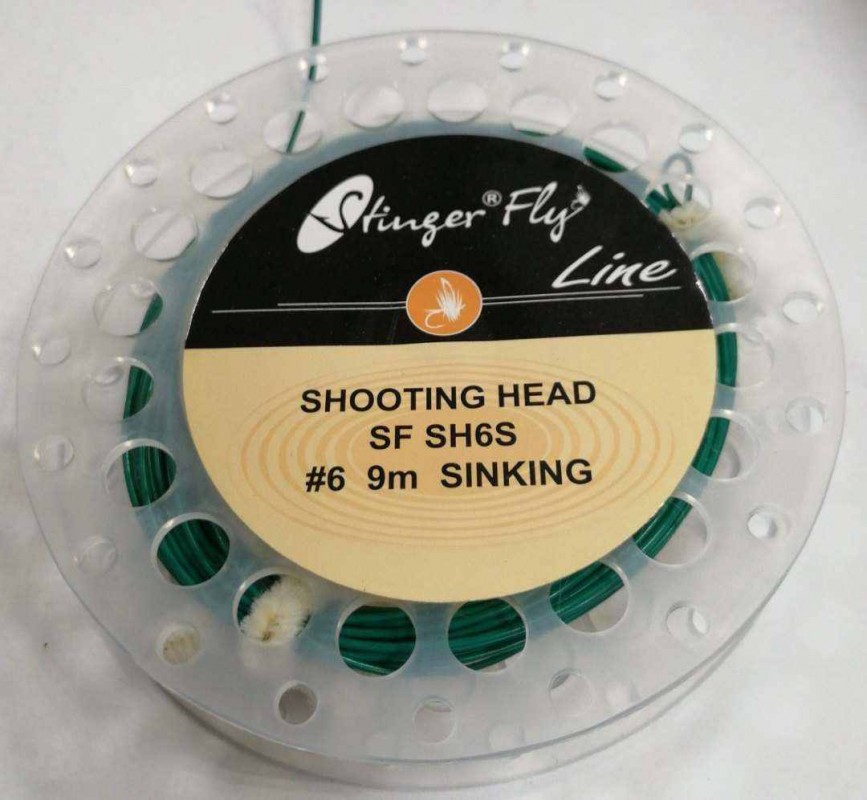 Stinger® Fly
Line
SHOOTING HEAD
SF SH6S
#6 9m SINKING